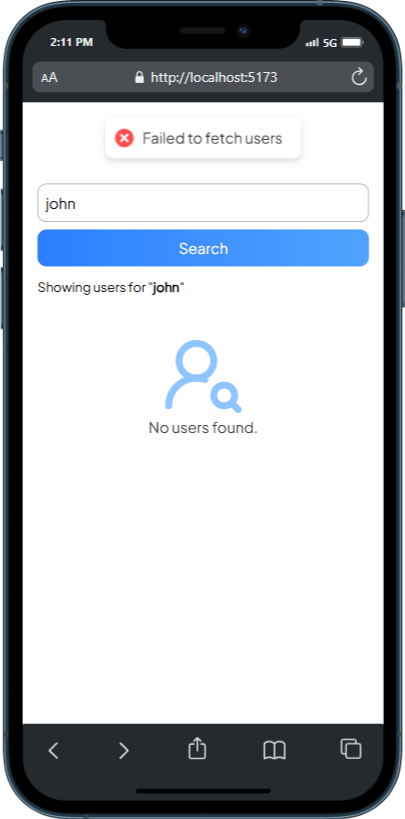 2:11 PM
5G
AA
http://localhost:5173
Failed to fetch users
john
Search
Showing users for "john"
No users found.